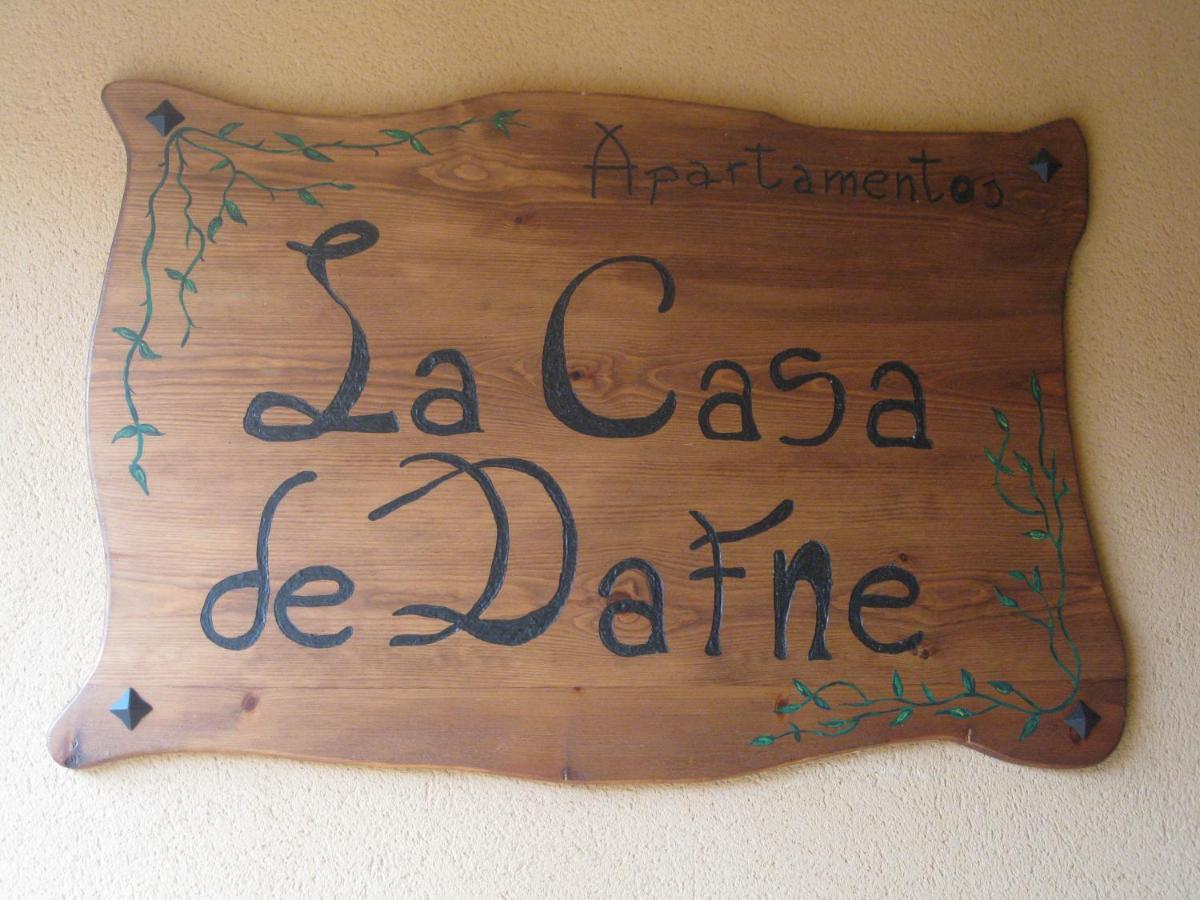 Apartamentos
La Casa
de Dafne